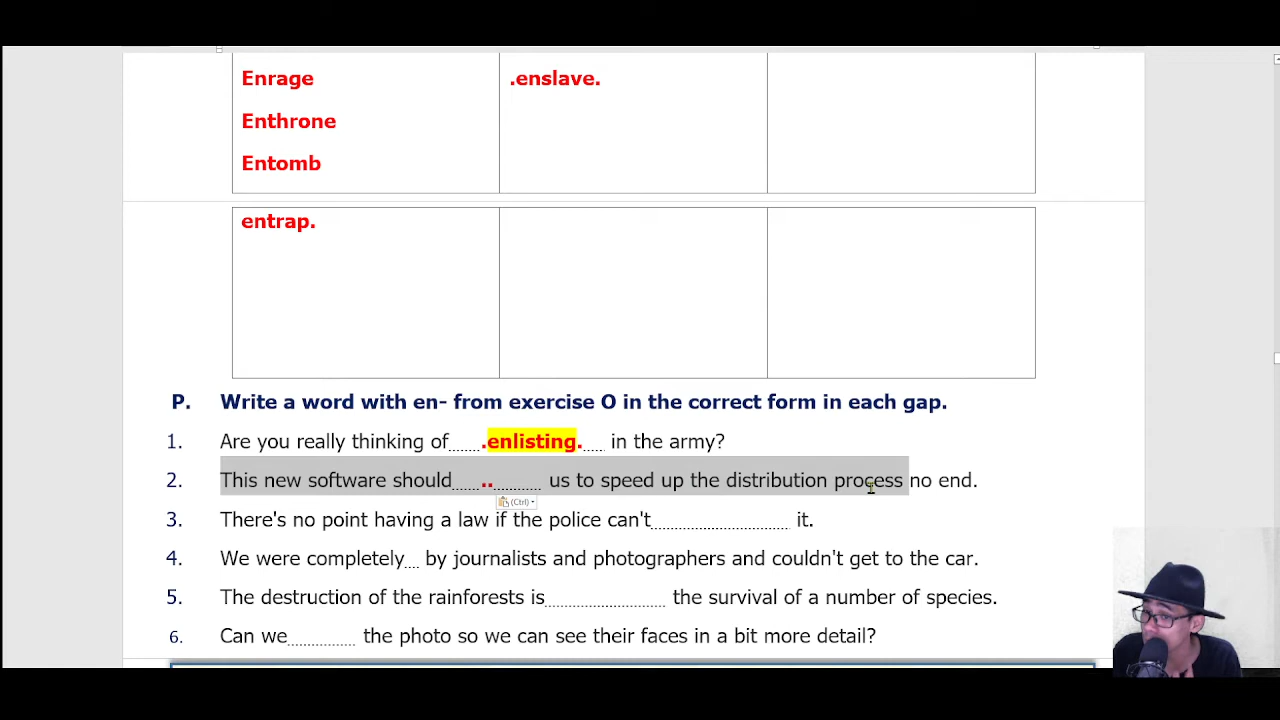 Enrage
.enslave.
Enthrone
Entomb
entrap.
P. Write a word with en- from exercise O in the correct form in each gap.
1. Are you really thinking of.....enlisting..... in the army?
2. This new software should................. us to speed up the distribution process no end.
(Ctrl)
3. There's no point having a law if the police can't............................ it.
4. We were completely... by journalists and photographers and couldn't get to the car.
5. The destruction of the rainforests is........................ the survival of a number of species.
6. Can we............. the photo so we can see their faces in a bit more detail?